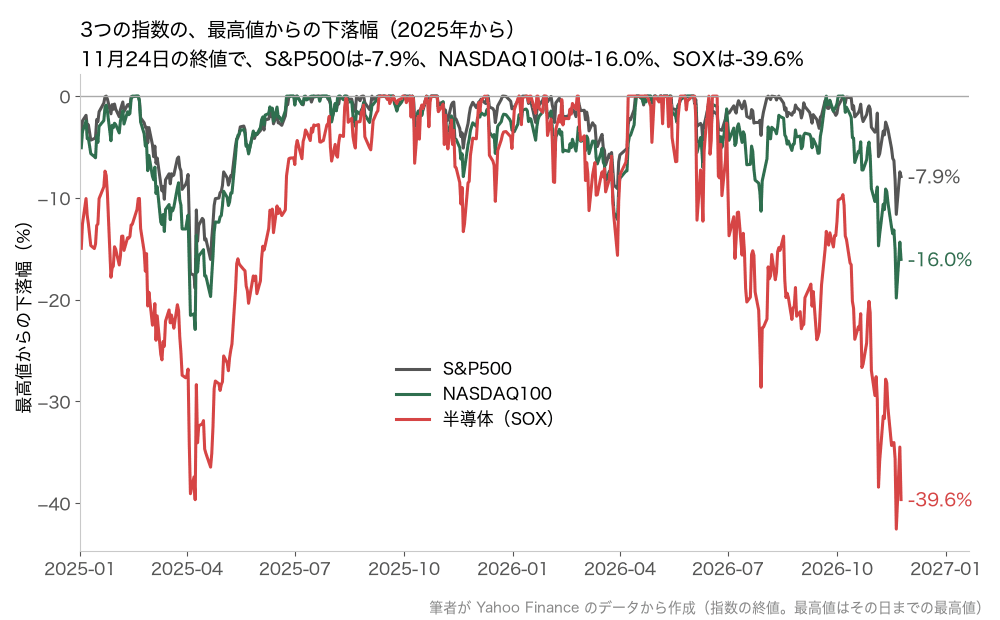 3つの指数の、最高値からの下落幅（2025年から）
11月24日の終値で、S&P500は-7.9%、NASDAQ100は-16.0%、SOXは-39.6%
最高値からの下落幅（%）
0
−10
−20
−30
−40
-7.9%
-16.0%
-39.6%
S&P500
NASDAQ100
半導体（SOX）
2025-01
2025-04
2025-07
2025-10
2026-01
2026-04
2026-07
2026-10
2027-01
筆者が Yahoo Finance のデータから作成（指数の終値。最高値はその日までの最高値）